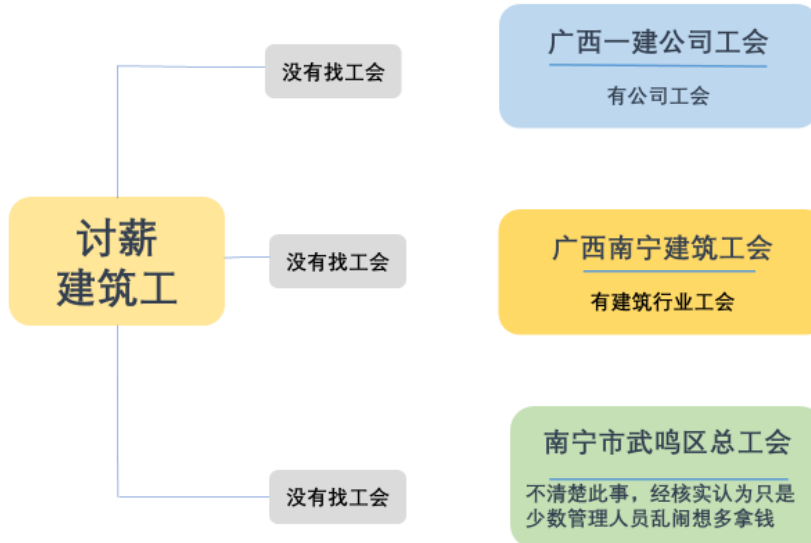 没有找工会
广西一建公司工会
有公司工会
讨薪
建筑工
没有找工会
广西南宁建筑工会
有建筑行业工会
没有找工会
南宁市武鸣区总工会
不清楚此事，经核实认为只是
少数管理人员乱闹想多拿钱